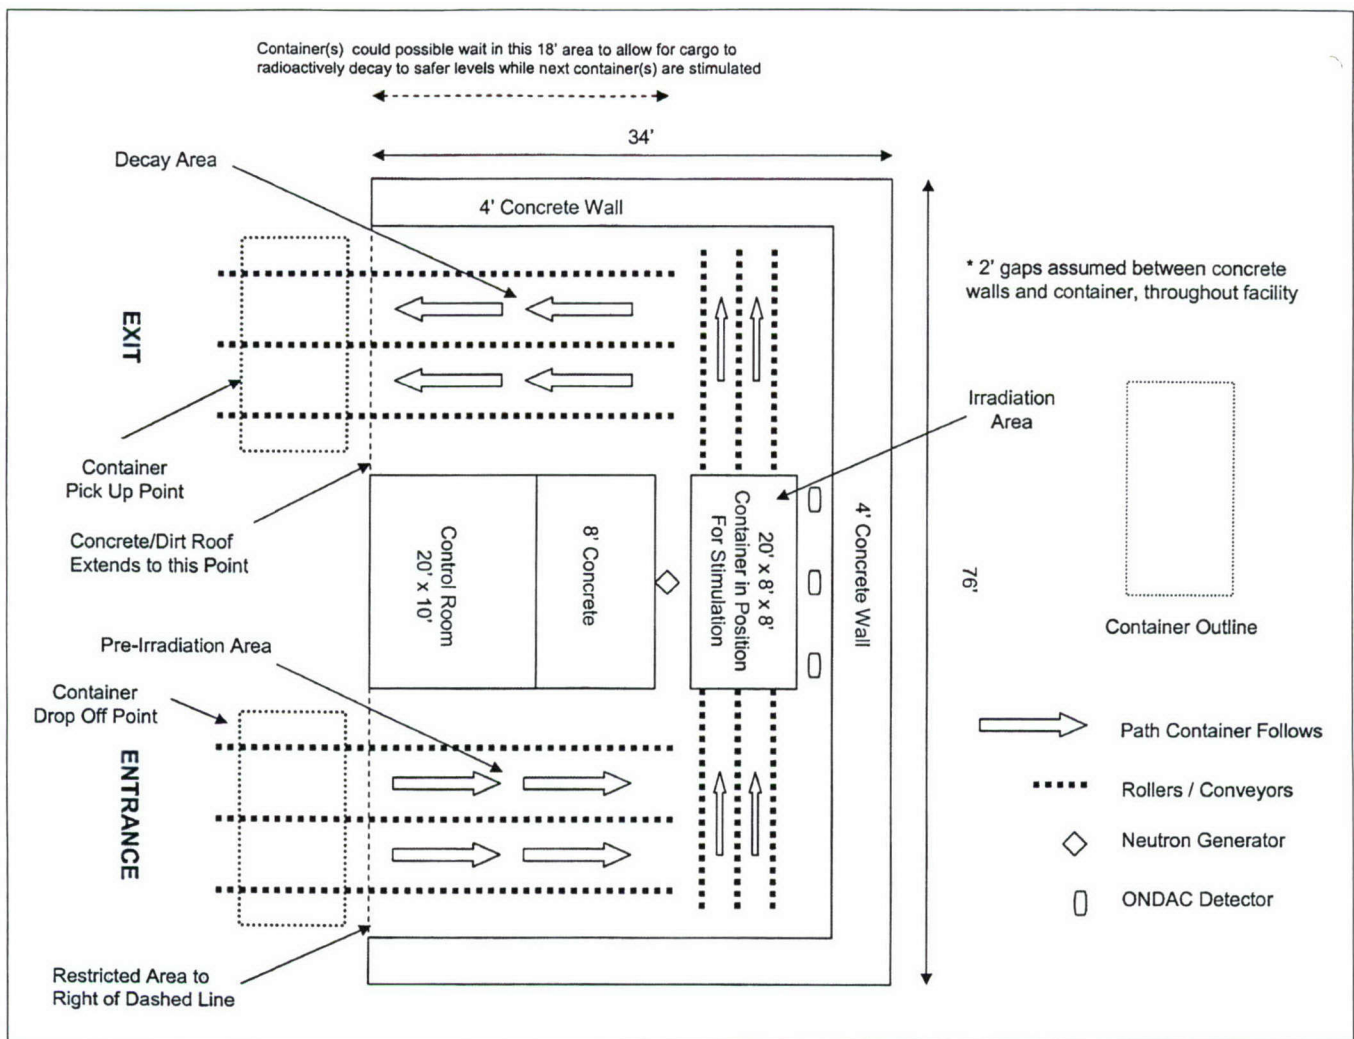 Container(s) could possible wait in this 18' area to allow for cargo to
radioactively decay to safer levels while next container(s) are stimulated
34'
Decay Area
4' Concrete Wall
* 2' gaps assumed between concrete
walls and container, throughout facility
EXIT
Irradiation
Area
Container
Pick Up Point
Concrete/Dirt Roof
Extends to this Point
Control Room
20' x 10'
8' Concrete
20' x 8' x 8'
Container in Position
For Stimulation
4' Concrete Wall
76'
Container Outline
Pre-Irradiation Area
Container
Drop Off Point
ENTRANCE
Path Container Follows
Rollers / Conveyors
Neutron Generator
ONDAC Detector
Restricted Area to
Right of Dashed Line